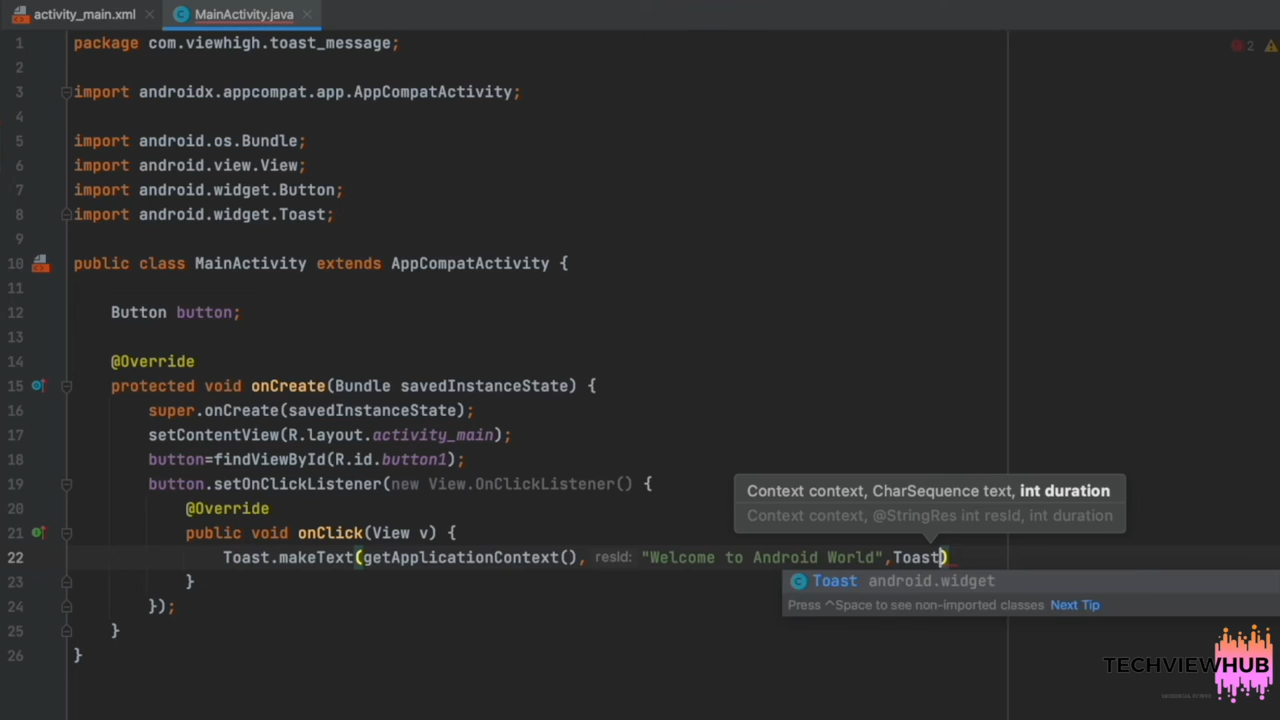 activity_main.xml
MainActivity.java
1 package com.viewhigh.toast_message;
2
2
3 import androidx.appcompat.app.AppCompatActivity;
4
5 import android.os.Bundle;
6 import android.view.View;
7 import android.widget.Button;
8 import android.widget.Toast;
9
10 public class MainActivity extends AppCompatActivity {
11
12 Button button;
13
14 @Override
15 protected void onCreate(Bundle savedInstanceState) {
16 super.onCreate(savedInstanceState);
17 setContentView(R.layout.activity_main);
18 button=findViewById(R.id.button1);
19 button.setOnClickListener(new View.OnClickListener() {
Context context, CharSequence text, int duration
Context context, @StringRes int resId, int duration
20 @Override
21 public void onClick(View v) {
22 Toast.makeText(getApplicationContext(), resId: "Welcome to Android World",Toast)
Toast android.widget
23 }
Press ^Space to see non-imported classes Next Tip
24 });
25 }
26 }
TECHVIEWHUB